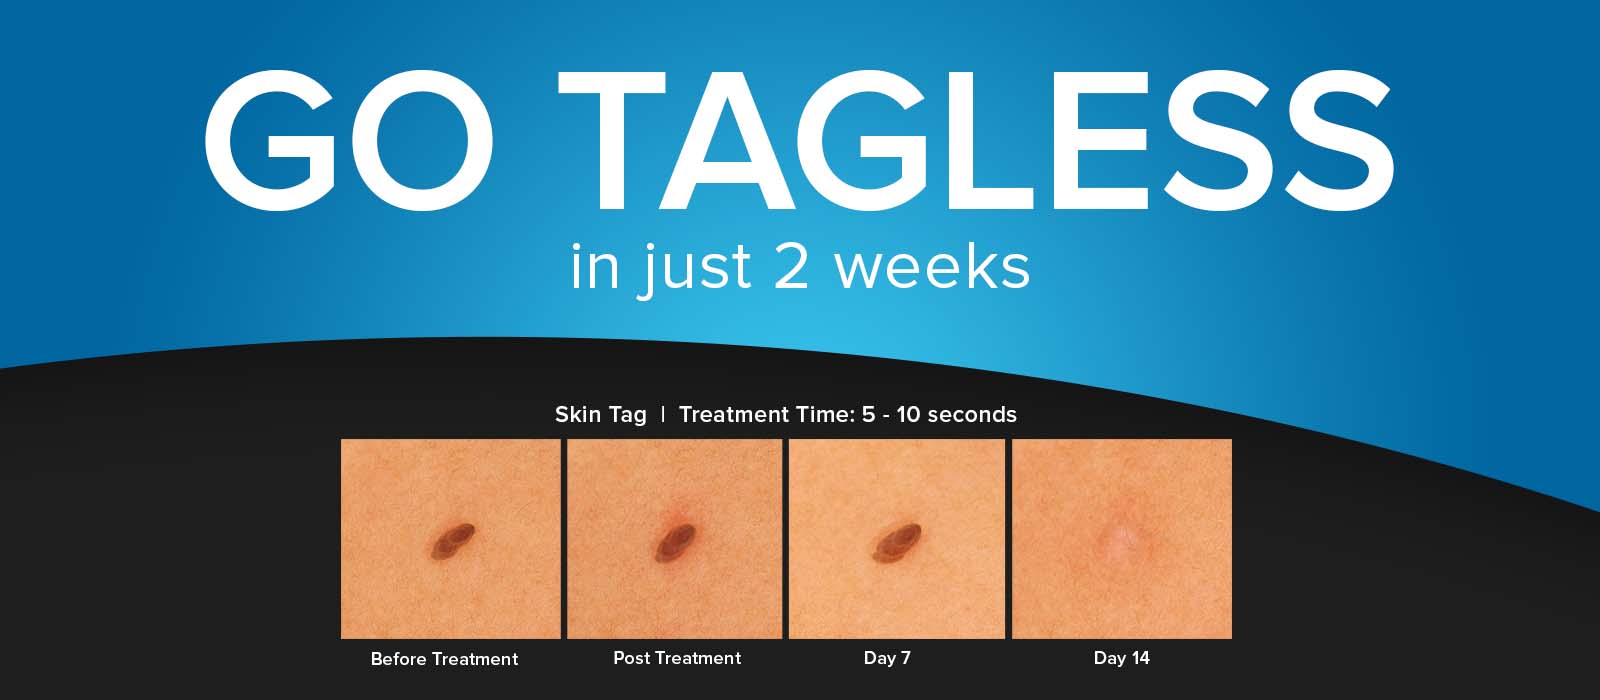 GO TAGLESS
in just 2 weeks
Skin Tag | Treatment Time: 5 - 10 seconds
Before Treatment
Post Treatment
Day 7
Day 14